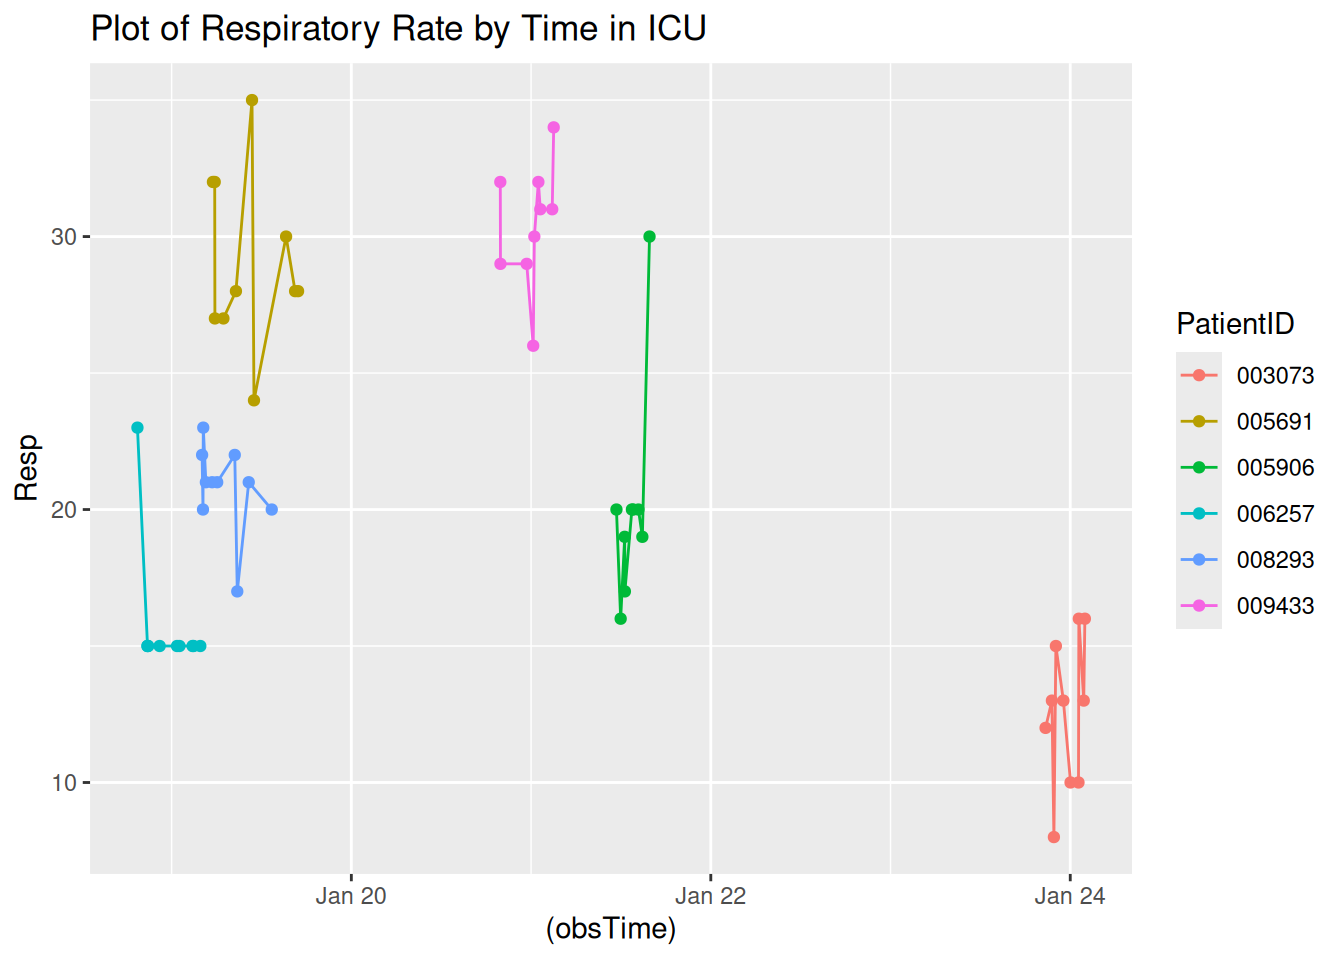 Plot of Respiratory Rate by Time in ICU
30
20
10
Resp
Jan 20
Jan 22
Jan 24
(obsTime)
PatientID
003073
005691
005906
006257
008293
009433